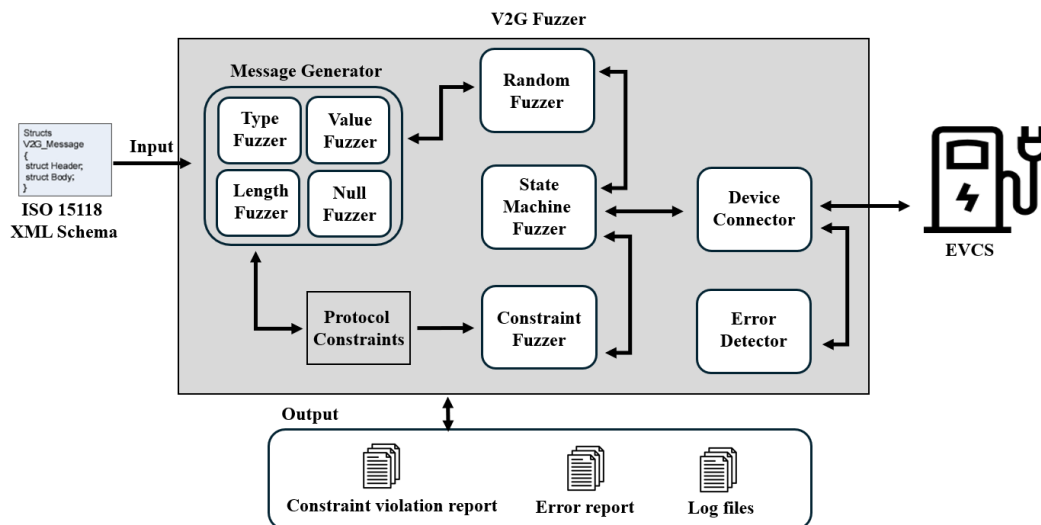 V2G Fuzzer
Message Generator
Type
Fuzzer
Value
Fuzzer
Length
Fuzzer
Null
Fuzzer
Random
Fuzzer
Structs
V2G_Message
{
struct Header;
struct Body;
}
Input
ISO 15118
XML Schema
State
Machine
Fuzzer
Device
Connector
EVCS
Protocol
Constraints
Constraint
Fuzzer
Error
Detector
Output
Constraint violation report
Error report
Log files